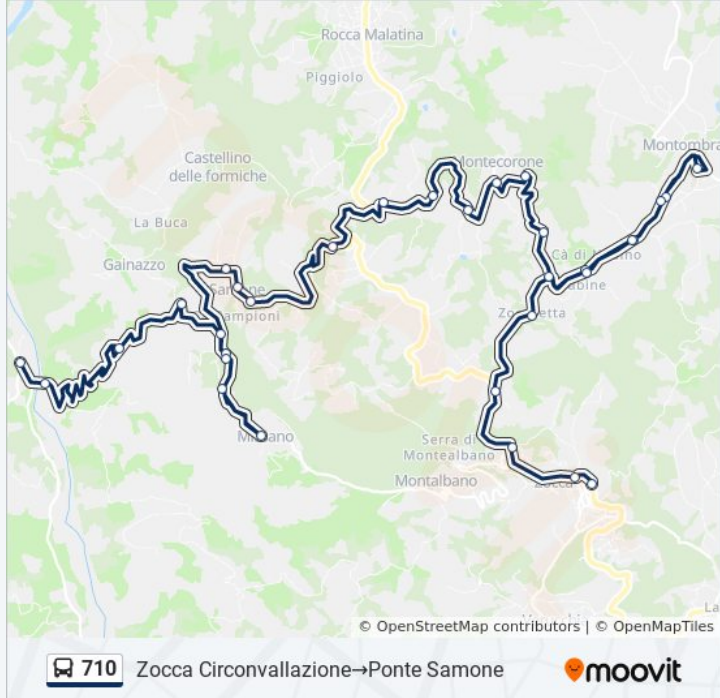 Rocca Malatina
Piggiolo
Montecorone
Montombra
Castellino
delle formiche
La Buca
Gainazzo
Montalbano
Serra di
Montealbano
Zocca
La
© OpenStreetMap contributors | © OpenMapTiles
710
Zocca Circonvallazione→Ponte Samone
moovit